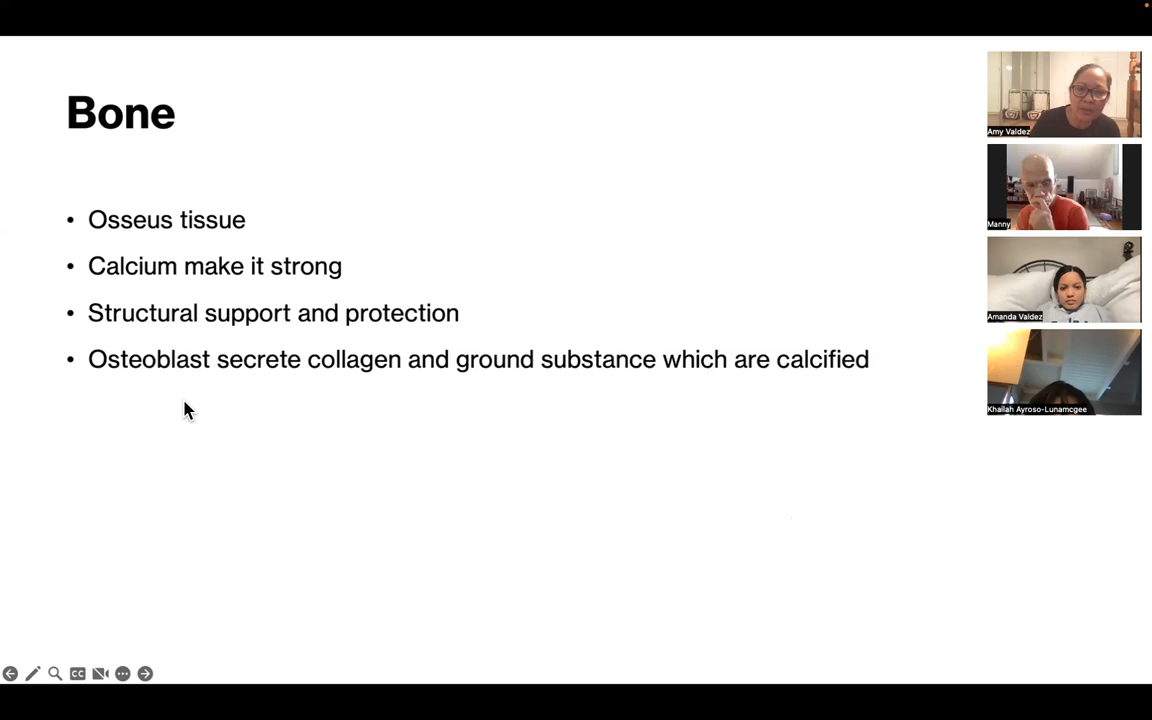 Bone
• Osseus tissue
• Calcium make it strong
• Structural support and protection
• Osteoblast secrete collagen and ground substance which are calcified
Amy Valdez
Manny
Amanda Valdez
Khailah Ayroso-Lunamcgee
CC